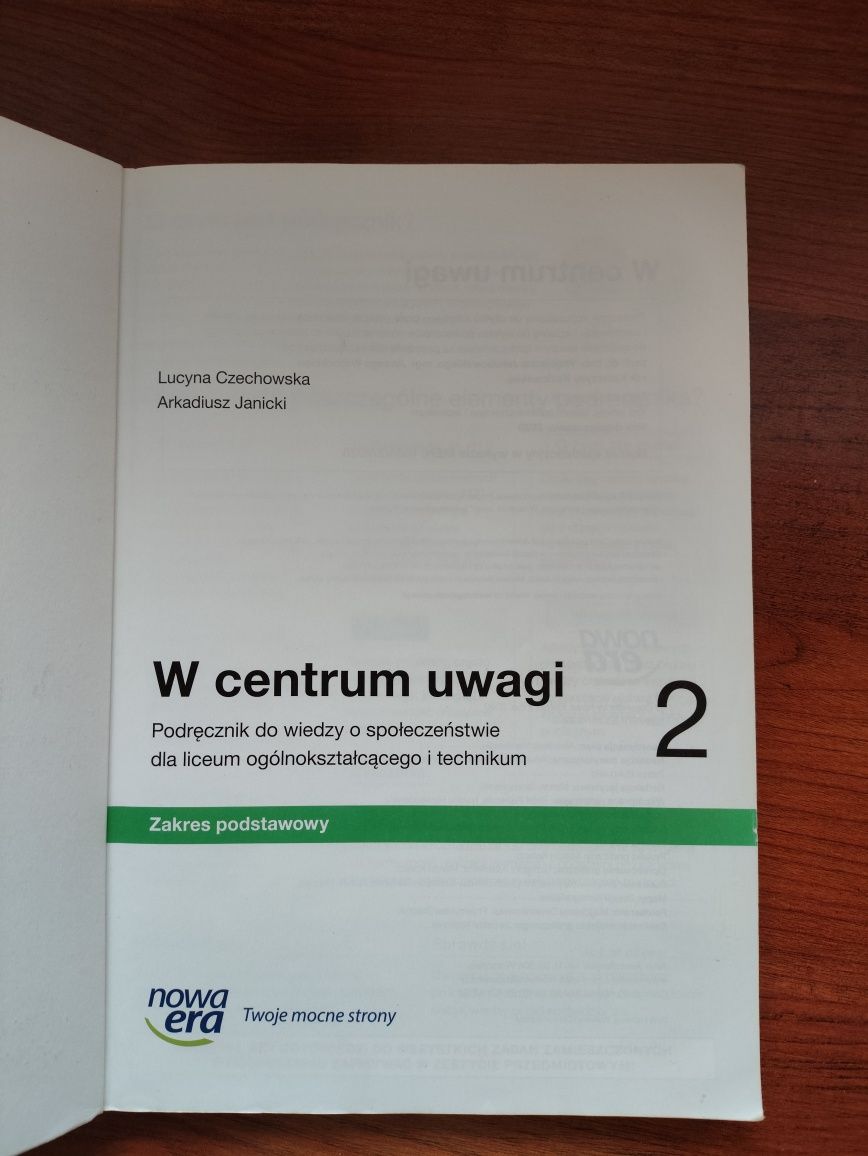 Lucyna Czechowska
Arkadiusz Janicki
W centrum uwagi 2
Podręcznik do wiedzy o społeczeństwie
dla liceum ogólnokształcącego i technikum
Zakres podstawowy
nowa
era
Twoje mocne strony